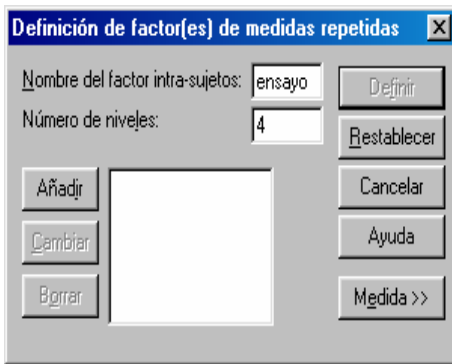 Definición de factor(es) de medidas repetidas
Nombre del factor intra-sujetos: ensayo
Número de niveles: 4
Definir
Restablecer
Cancelar
Ayuda
Medida >>
Añadir
Cambiar
Borrar